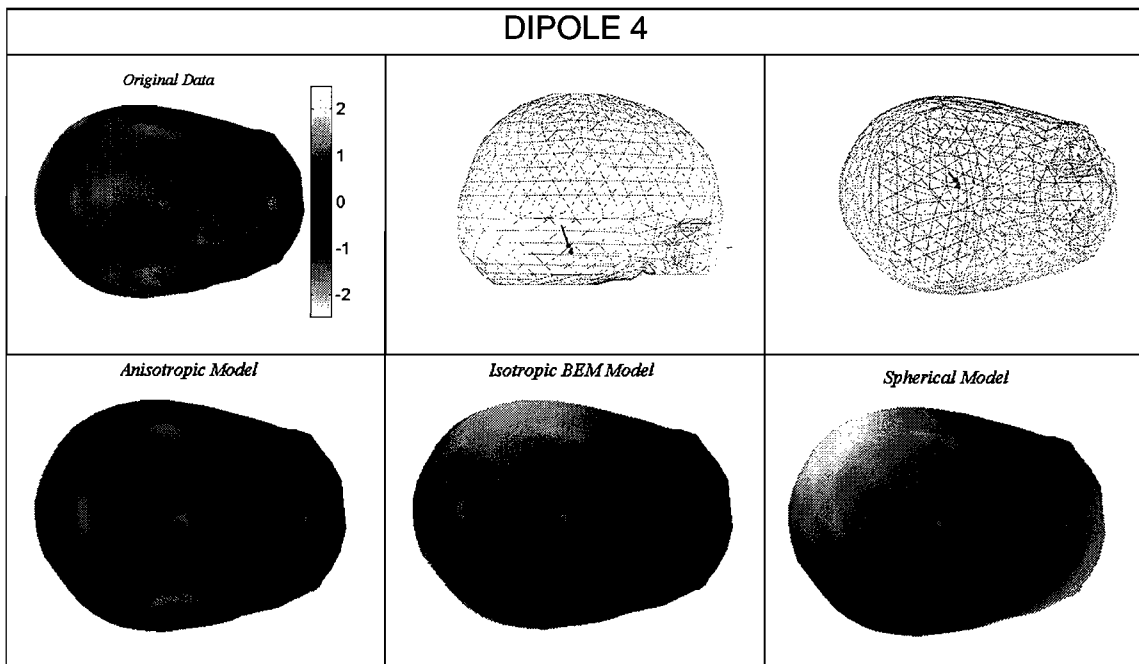 DIPOLE 4
Original Data
2
1
0
-1
-2
Anisotropic Model
Isotropic BEM Model
Spherical Model